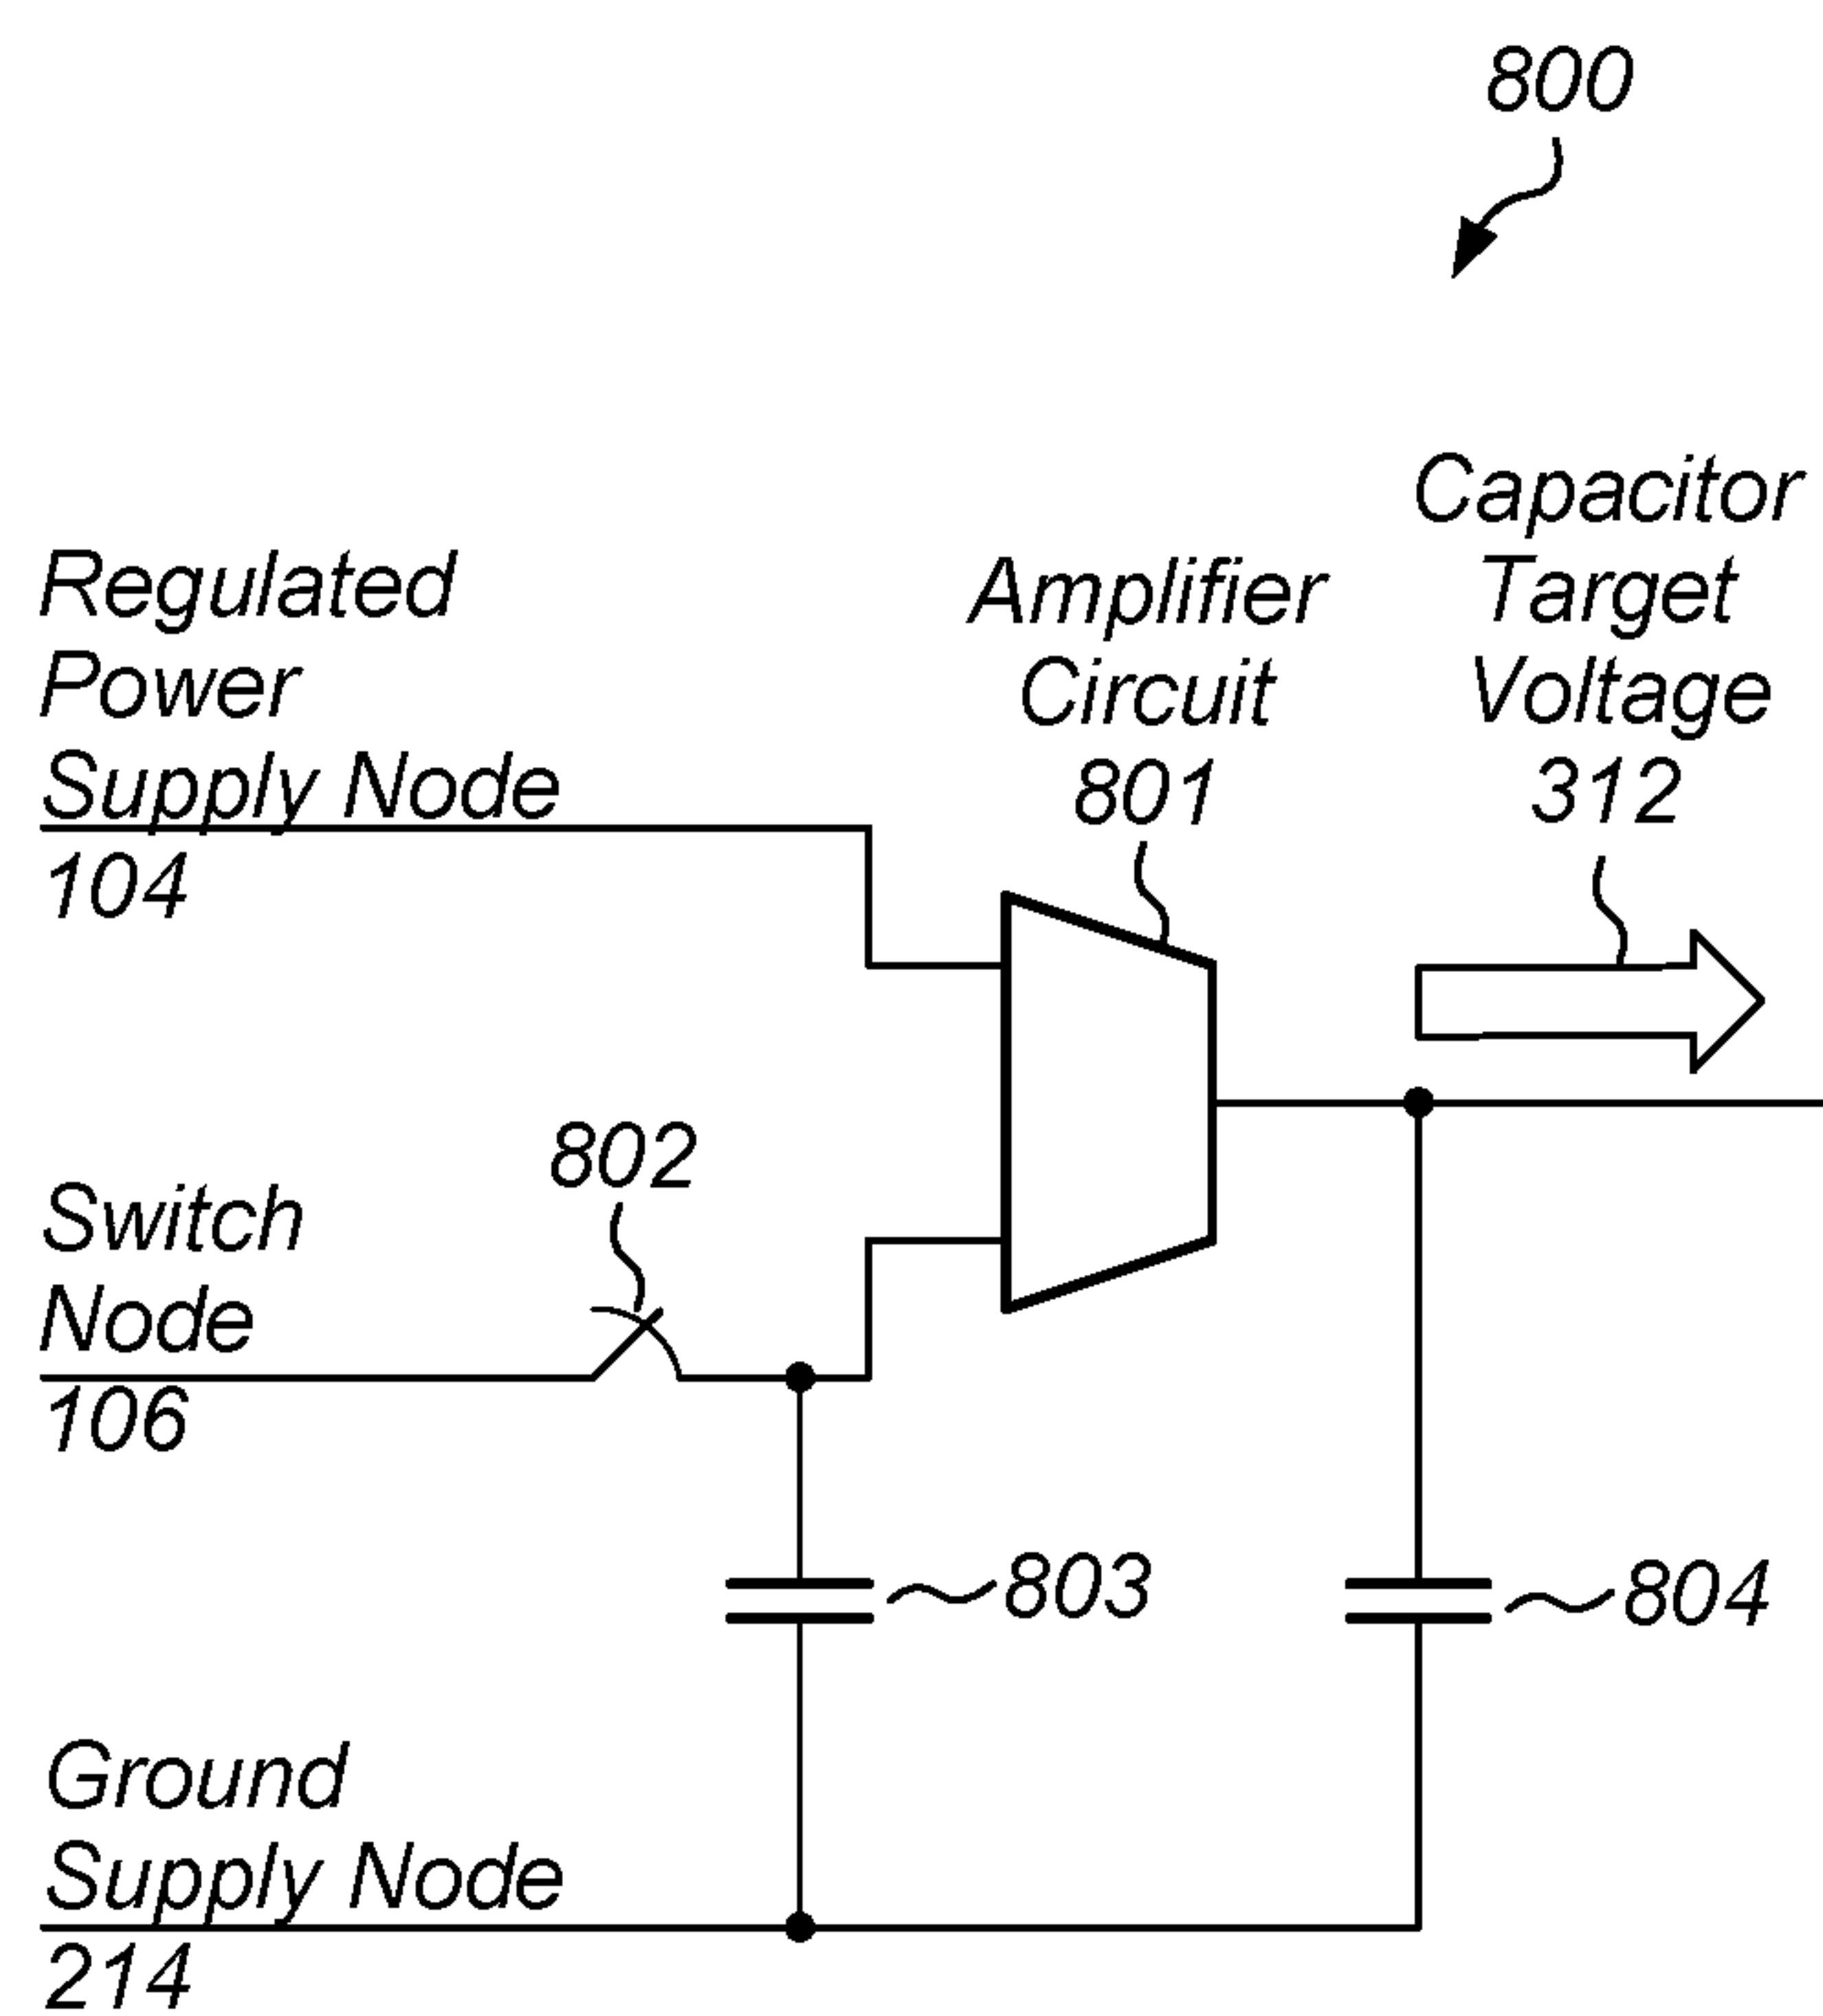 800
Capacitor
Target
Voltage
312
Amplifier
Circuit
801
Regulated
Power
Supply Node
104
802
Switch
Node
106
803
804
Ground
Supply Node
214